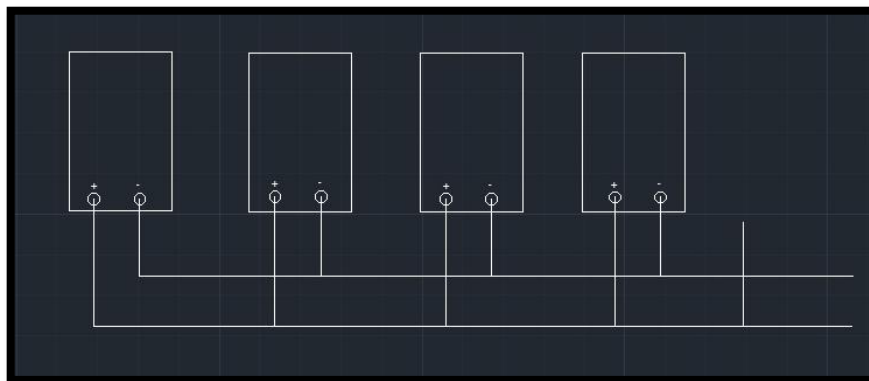 + - + - + - + -